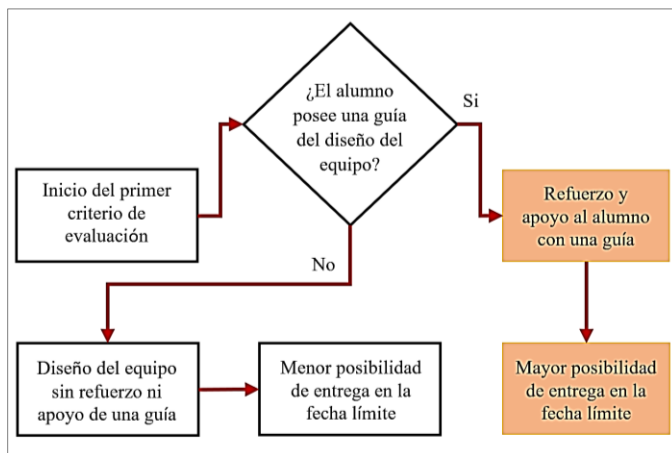 ¿El alumno
posee una guía
del diseño del
equipo?
Si
Inicio del primer
criterio de
evaluación
Refuerzo y
apoyo al alumno
con una guía
No
Diseño del equipo
sin refuerzo ni
apoyo de una guía
Menor posibilidad
de entrega en la
fecha límite
Mayor posibilidad
de entrega en la
fecha límite